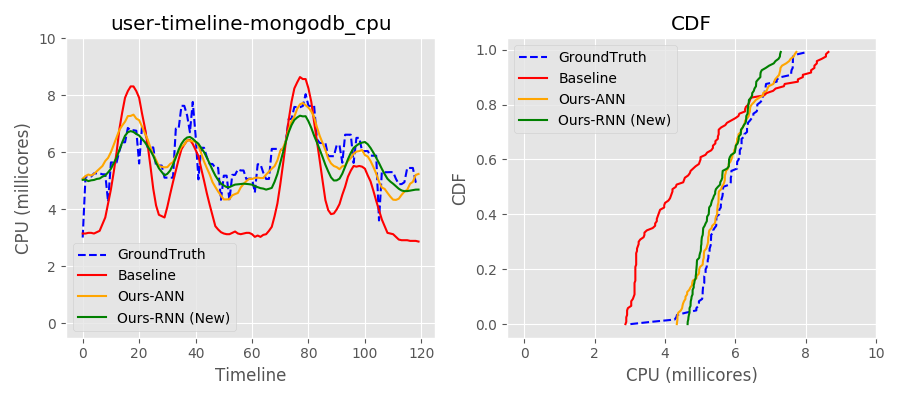 user-timeline-mongodb_cpu
CPU (millicores)
10
8
6
4
2
0
GroundTruth
Baseline
Ours-ANN
Ours-RNN (New)
0 20 40 60 80 100 120
Timeline
CDF
CDF
1.0
0.8
0.6
0.4
0.2
0.0
GroundTruth
Baseline
Ours-ANN
Ours-RNN (New)
0 2 4 6 8 10
CPU (millicores)